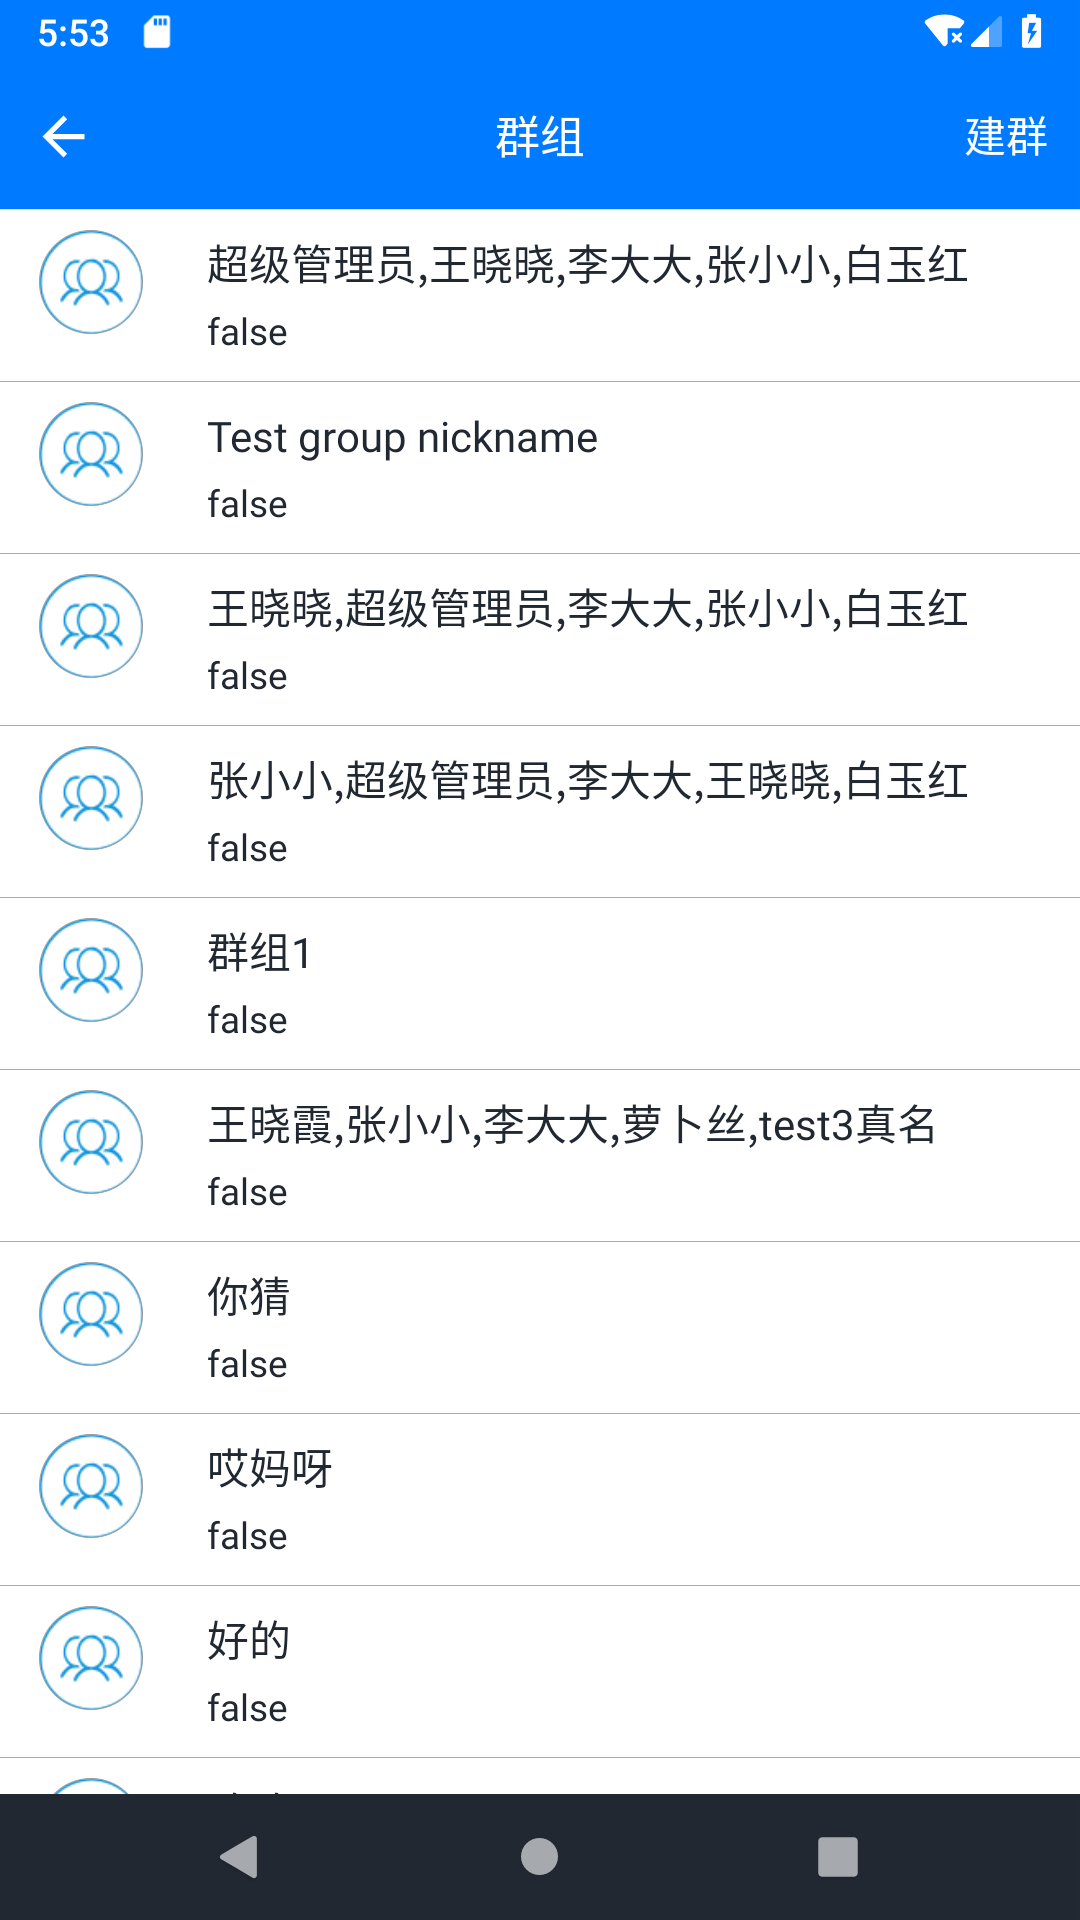 5:53
群组
建群
超级管理员,王晓晓,李大大,张小小,白玉红
false
Test group nickname
false
王晓晓,超级管理员,李大大,张小小,白玉红
false
张小小,超级管理员,李大大,王晓晓,白玉红
false
群组1
false
王晓霞,张小小,李大大,萝卜丝,test3真名
false
你猜
false
哎妈呀
false
好的
false